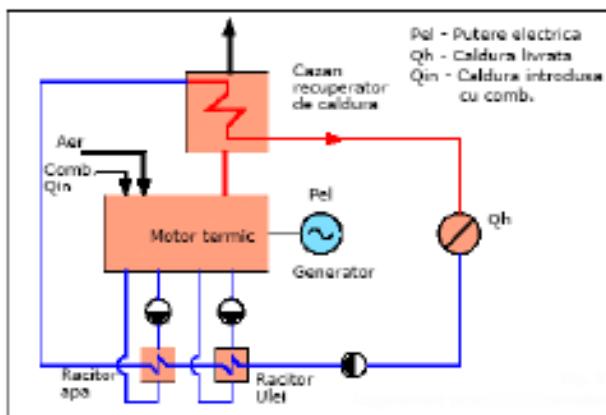 Pel - Putere electrica
Qh - Caldura livrata
Qin - Caldura introdusa
cu comb.
Cazan
recuperator
de caldura
Aer
Comb.
Qin
Motor termic
Pel
Generator
Qh
Racitor
apa
Racitor
Ulei